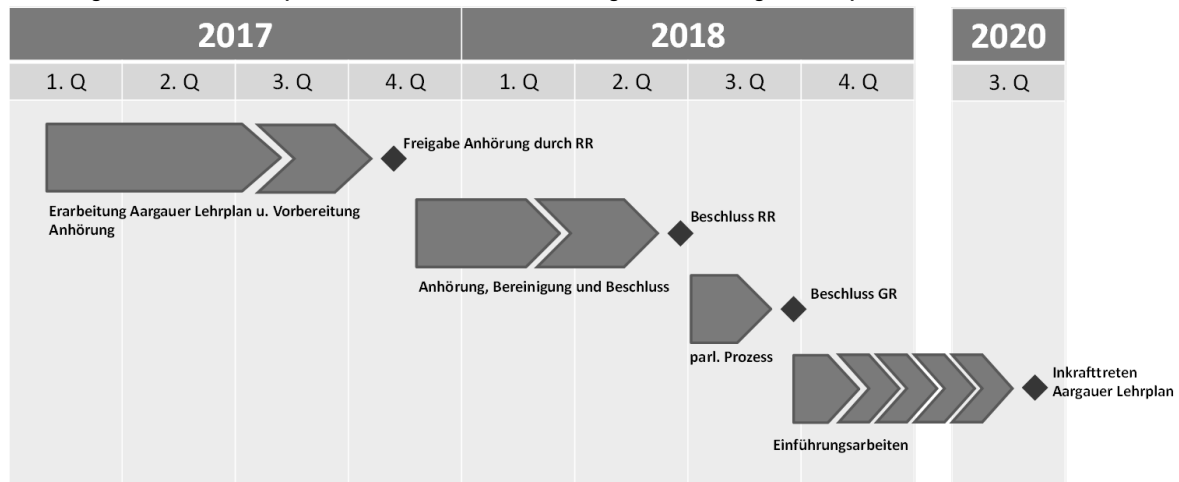 2017
2018
2020
1. Q
2. Q
3. Q
4. Q
1. Q
2. Q
3. Q
4. Q
3. Q
Freigabe Anhörung durch RR
Erarbeitung Aargauer Lehrplan u. Vorbereitung
Anhörung
Beschluss RR
Anhörung, Bereinigung und Beschluss
Beschluss GR
parl. Prozess
Inkrafttreten
Aargauer Lehrplan
Einführungsarbeiten